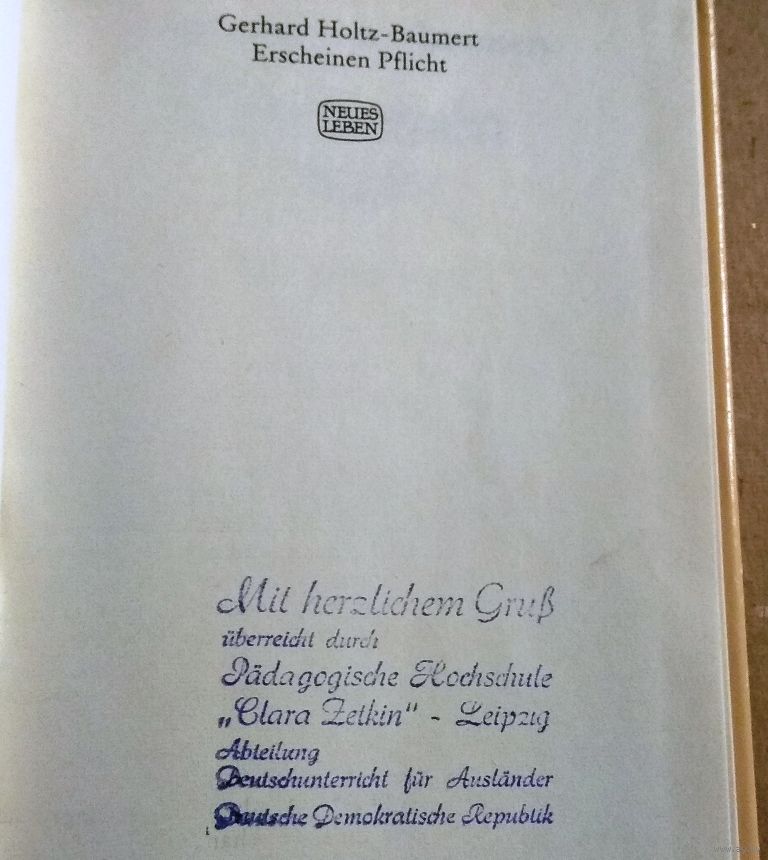 Gerhard Holtz-Baumert
Erscheinen Pflicht
NEUES
LEBEN
Mit herzlichem Gruß
überreicht durch
Pädagogische Hochschule
„Clara Zetkin" - Leipzig
Abteilung
Deutschunterricht für Ausländer
Deutsche Demokratische Republik